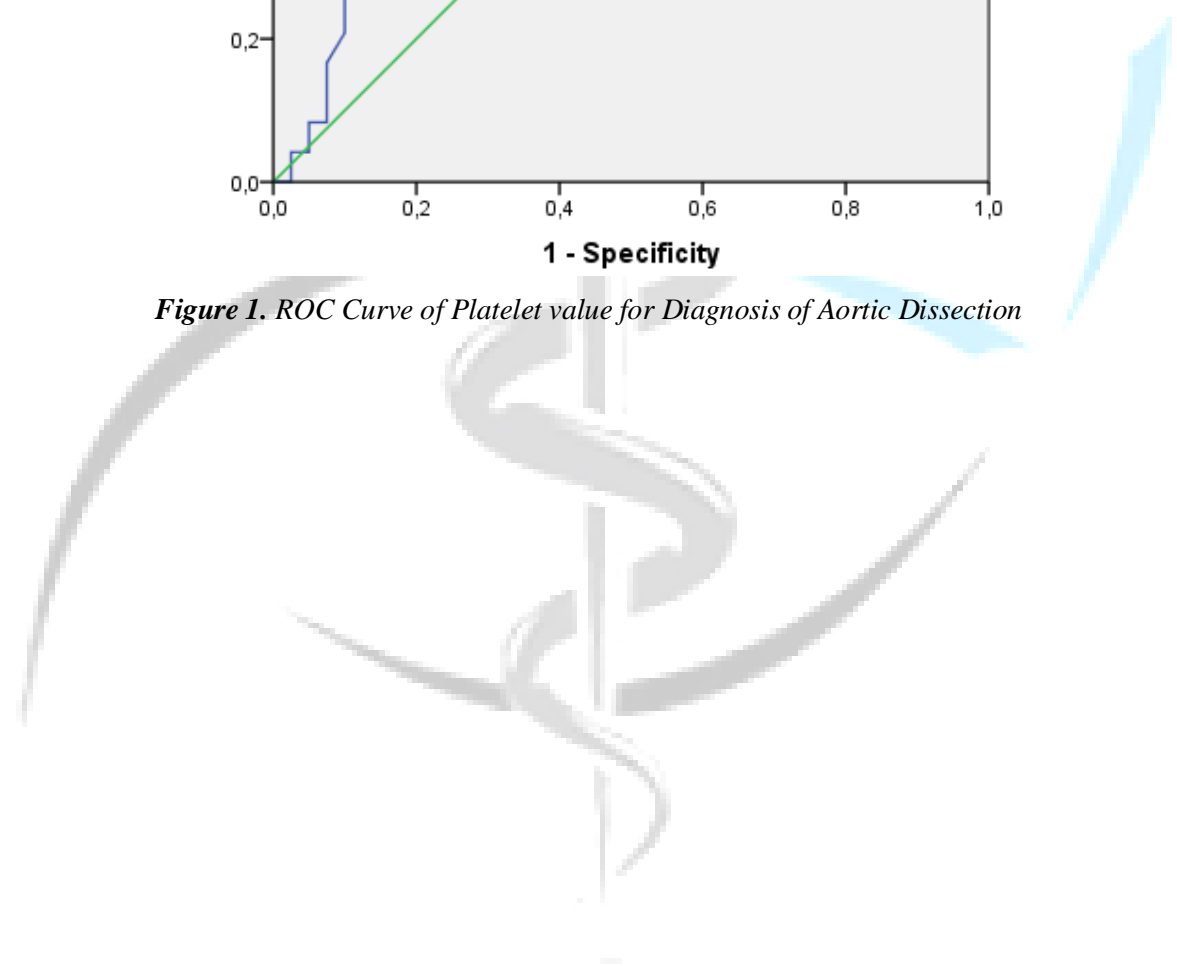 0,2
0,0
0,0 0,2 0,4 0,6 0,8 1,0
1 - Specificity
Figure 1. ROC Curve of Platelet value for Diagnosis of Aortic Dissection